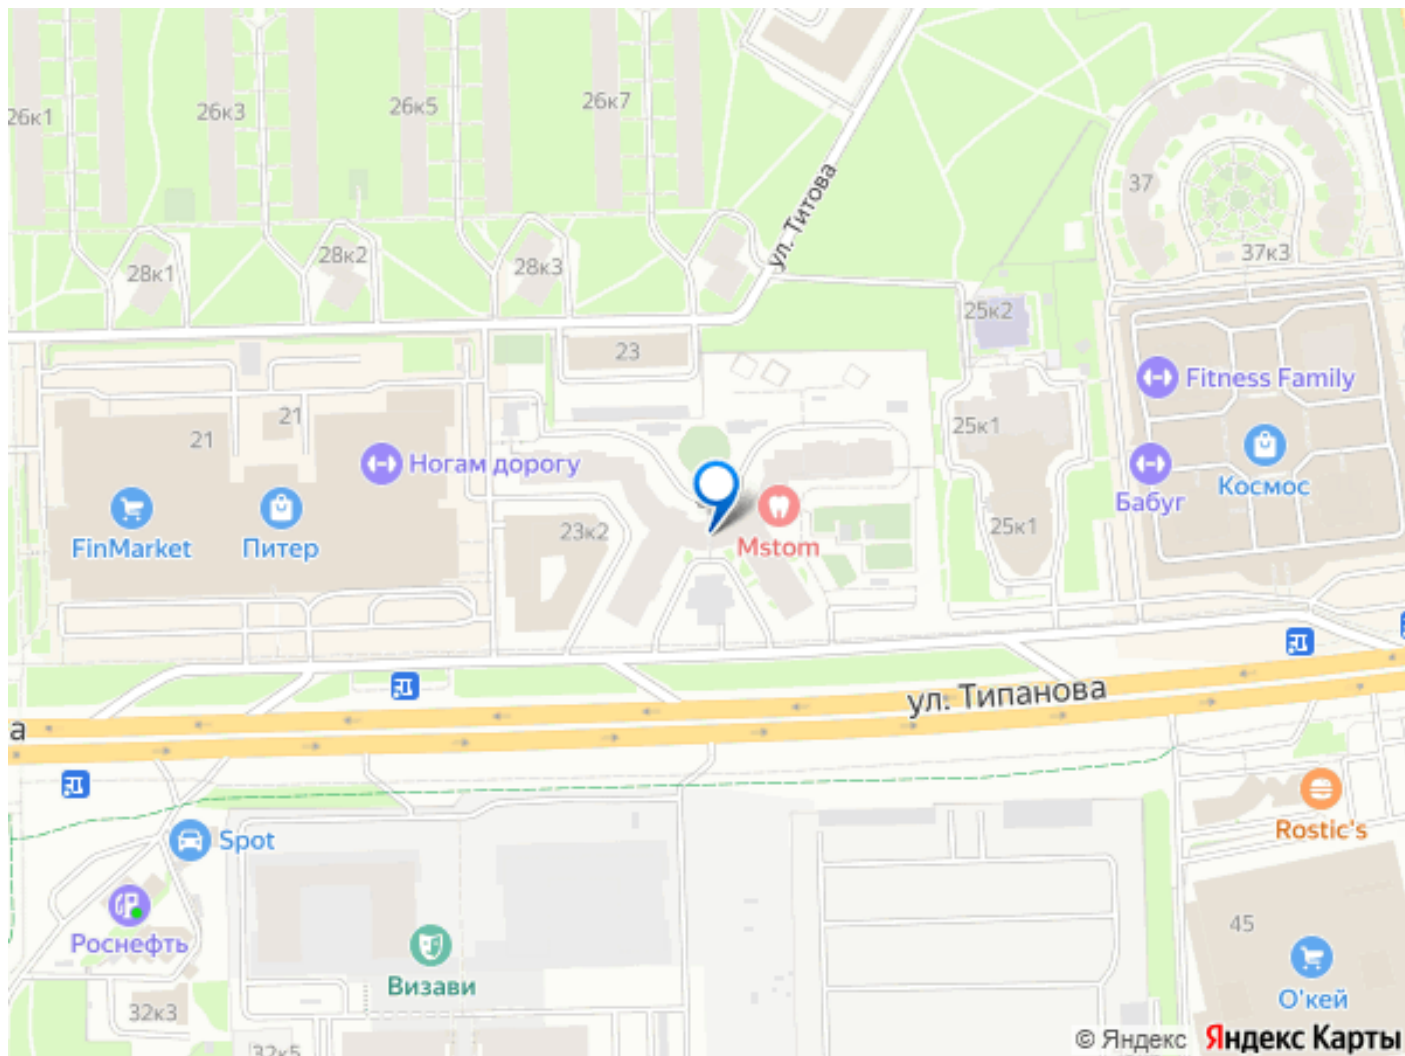 26к1
26к3
26к5
26к7
ул. Титова
37
37к3
28к1
28к2
28к3
25к2
23
21
21
Ногам дорогу
FinMarket
Питер
23к2
Mstom
25к1
25к1
Fitness Family
Бабуг
Космос
ул. Типанова
а
Spot
Роснефть
Визави
32к3
32к5
Rostic's
45
О'кей
© Яндекс Яндекс Карты